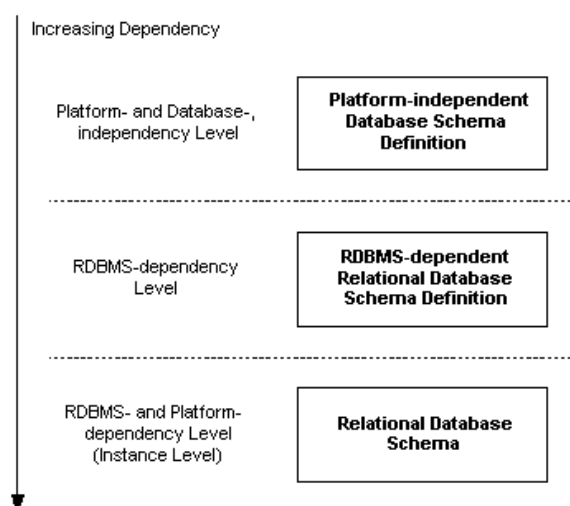 Increasing Dependency
Platform- and Database-,
independency Level
Platform-independent
Database Schema
Definition
RDBMS-dependency
Level
RDBMS-dependent
Relational Database
Schema Definition
RDBMS- and Platform-
dependency Level
(Instance Level)
Relational Database
Schema